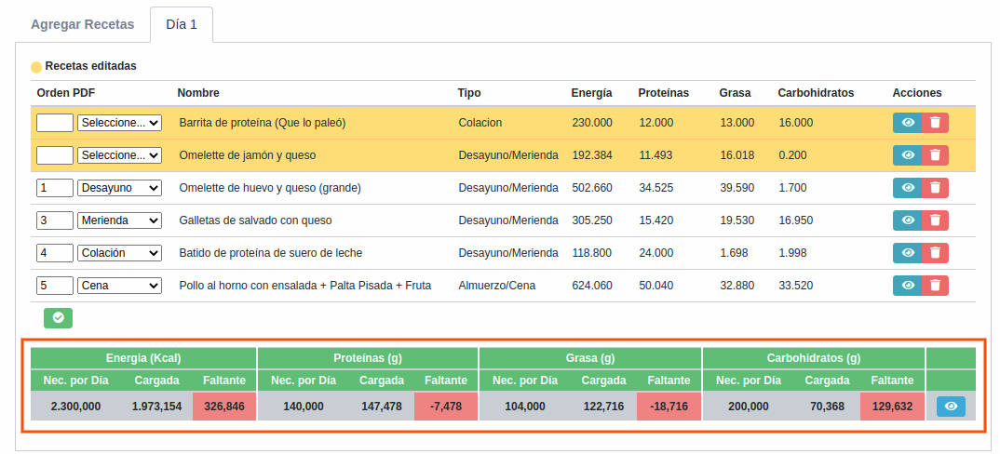 Agregar Recetas Día 1
Recetas editadas
Orden PDF Nombre Tipo Energía Proteínas Grasa Carbohidratos Acciones
Seleccione... Barrita de proteína (Que lo paleó) Colacion 230.000 12.000 13.000 16.000
Seleccione... Omelette de jamón y queso Desayuno/Merienda 192.384 11.493 16.018 0.200
1 Desayuno Omelette de huevo y queso (grande) Desayuno/Merienda 502.660 34.525 39.590 1.700
3 Merienda Galletas de salvado con queso Desayuno/Merienda 305.250 15.420 19.530 16.950
4 Colación Batido de proteína de suero de leche Desayuno/Merienda 118.800 24.000 1.698 1.998
5 Cena Pollo al horno con ensalada + Palta Pisada + Fruta Almuerzo/Cena 624.060 50.040 32.880 33.520
Energía (Kcal) Proteínas (g) Grasa (g) Carbohidratos (g)
Nec. por Día Cargada Faltante Nec. por Día Cargada Faltante Nec. por Día Cargada Faltante Nec. por Día Cargada Faltante
2.300,000 1.973,154 326,846 140,000 147,478 -7,478 104,000 122,716 -18,716 200,000 70,368 129,632